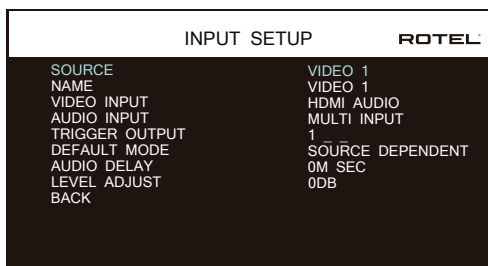 INPUT SETUP ROTEL
SOURCE VIDEO 1
NAME VIDEO 1
VIDEO INPUT HDMI AUDIO
AUDIO INPUT MULTI INPUT
TRIGGER OUTPUT 1 _ _
DEFAULT MODE SOURCE DEPENDENT
AUDIO DELAY 0M SEC
LEVEL ADJUST 0DB
BACK